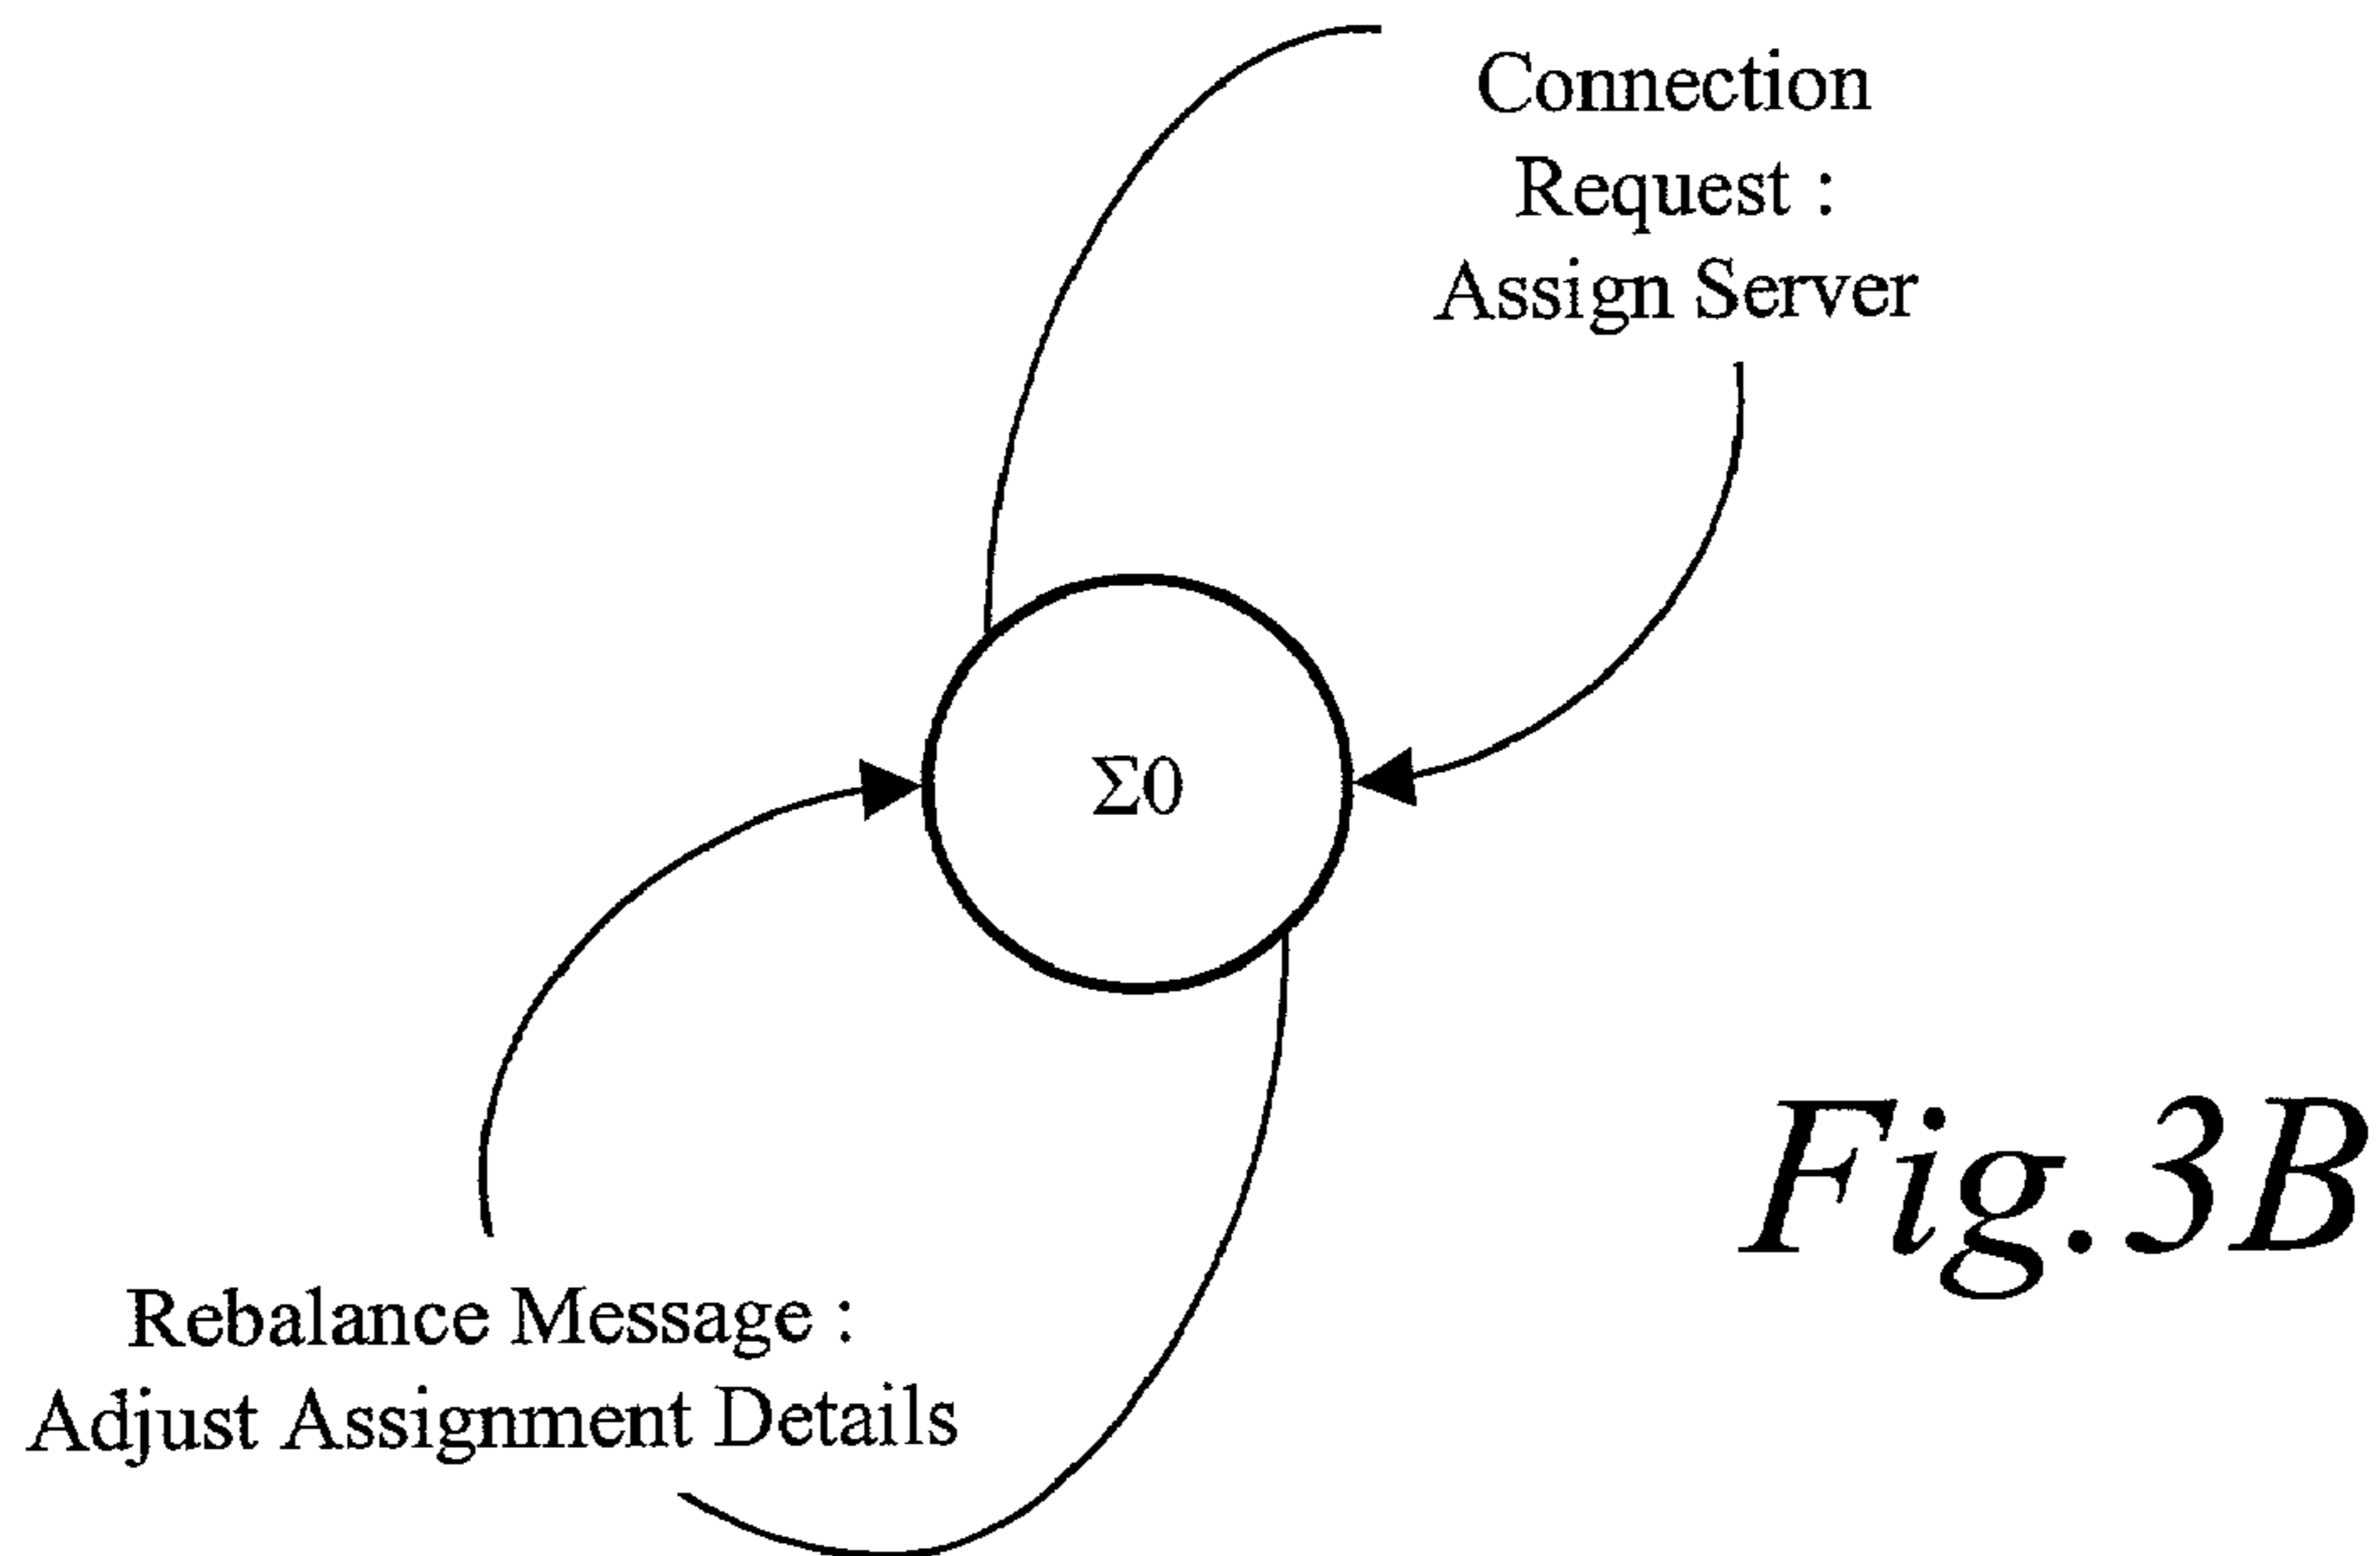 Connection
Request :
Assign Server
Σ0
Rebalance Message :
Adjust Assignment Details
Fig.3B